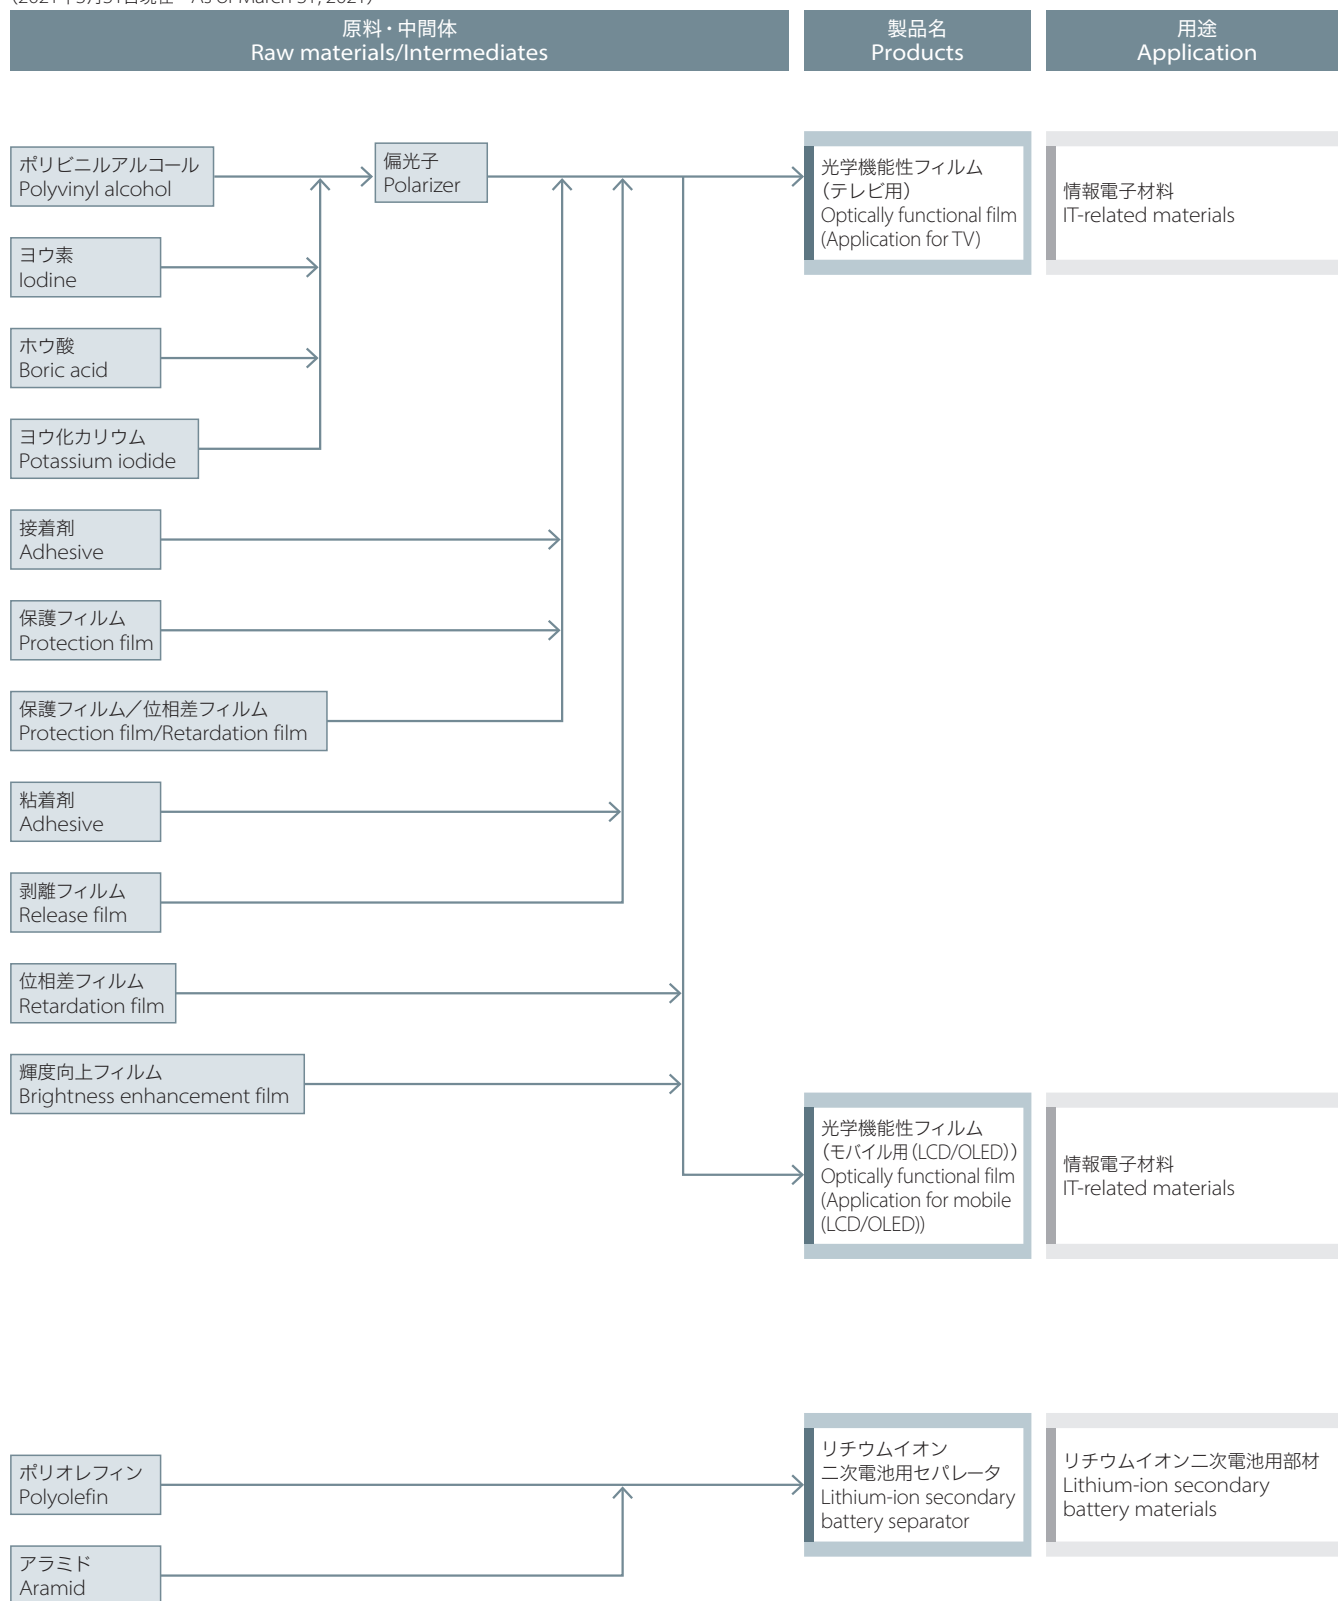 原料・中間体
Raw materials/Intermediates
製品名
Products
用途
Application
ポリビニルアルコール
Polyvinyl alcohol
偏光子
Polarizer
光学機能性フィルム
（テレビ用）
Optically functional film
(Application for TV)
情報電子材料
IT-related materials
ヨウ素
Iodine
ホウ酸
Boric acid
ヨウ化カリウム
Potassium iodide
接着剤
Adhesive
保護フィルム
Protection film
保護フィルム／位相差フィルム
Protection film/Retardation film
粘着剤
Adhesive
剥離フィルム
Release film
位相差フィルム
Retardation film
輝度向上フィルム
Brightness enhancement film
光学機能性フィルム
（モバイル用（LCD/OLED））
Optically functional film
(Application for mobile
(LCD/OLED))
情報電子材料
IT-related materials
ポリオレフィン
Polyolefin
リチウムイオン
二次電池用セパレータ
Lithium-ion secondary
battery separator
リチウムイオン二次電池用部材
Lithium-ion secondary
battery materials
アラミド
Aramid